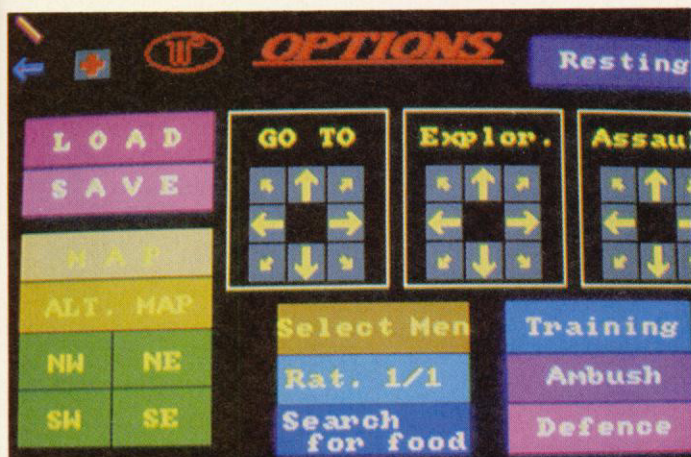 OPTIONS
Resting
LOAD
SAVE
MAP
ALT. MAP
NW NE
SW SE
GO TO
Explor.
Assaul
Select Men
Rat. 1/1
Search
for food
Training
Ambush
Defence